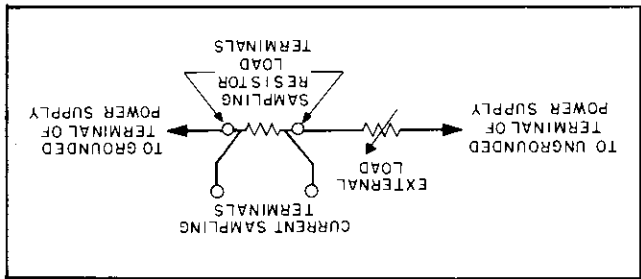 CURRENT SAMPLING
TERMINALS
EXTERNAL
LOAD
TO UNGROUNDED
TERMINAL OF
POWER SUPPLY
TO GROUNDED
TERMINAL OF
POWER SUPPLY
SAMPLING
RESISTOR
LOAD
TERMINALS